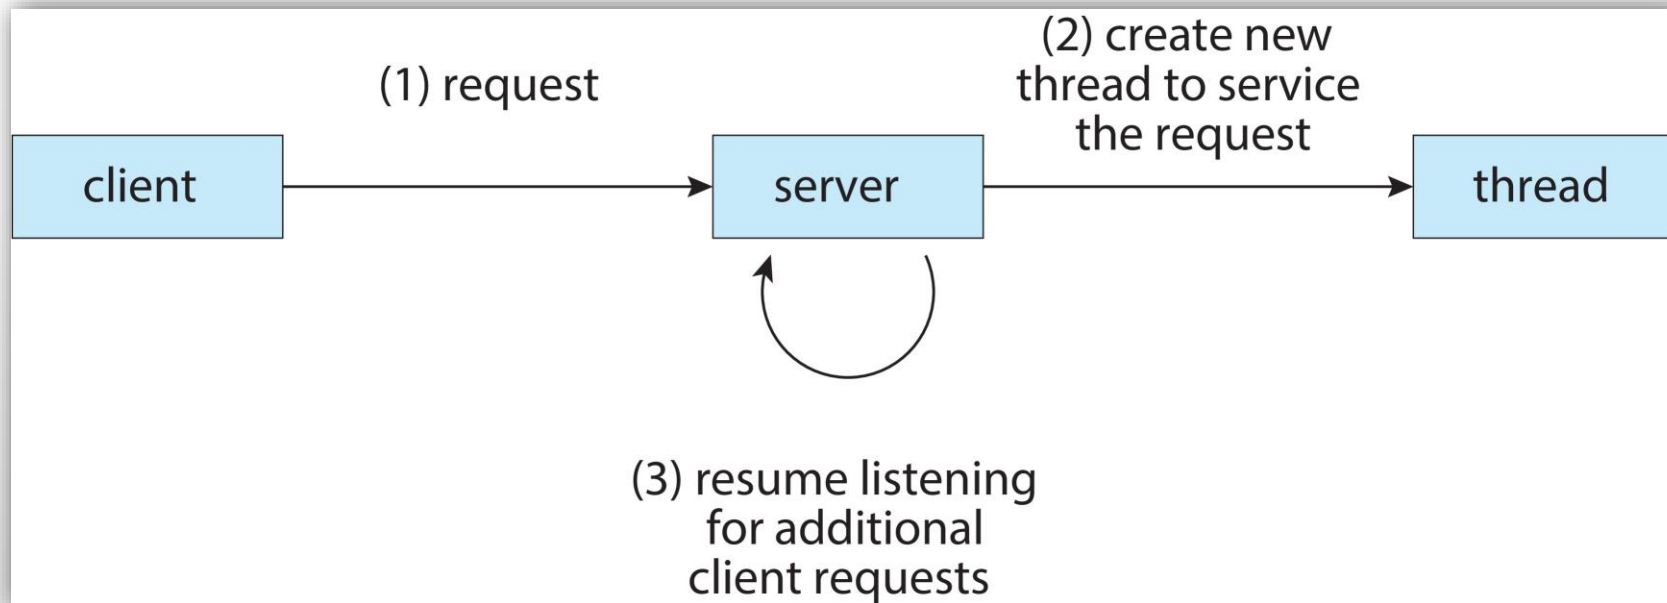 (1) request
(2) create new
thread to service
the request
client
server
thread
(3) resume listening
for additional
client requests